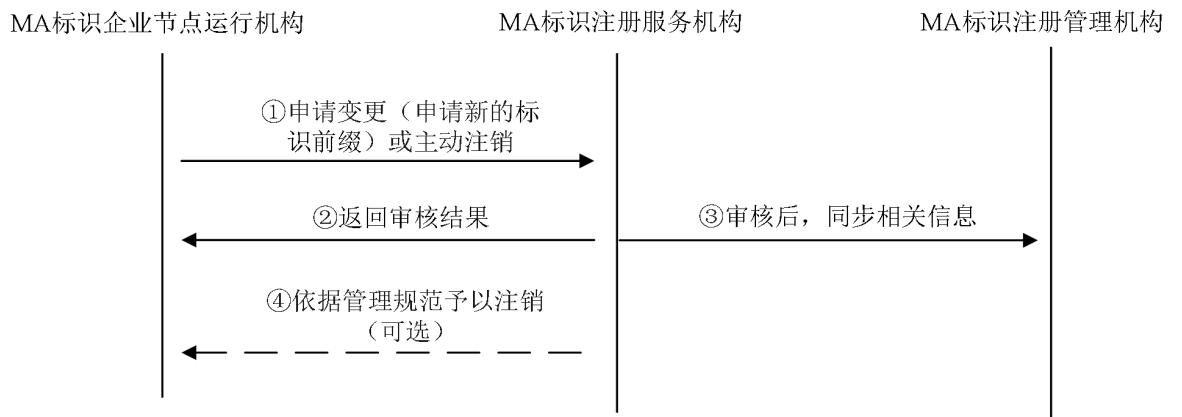 MA标识企业节点运行机构
MA标识注册服务机构
MA标识注册管理机构
①申请变更（申请新的标
识前缀）或主动注销
②返回审核结果
③审核后，同步相关信息
④依据管理规范予以注销
（可选）